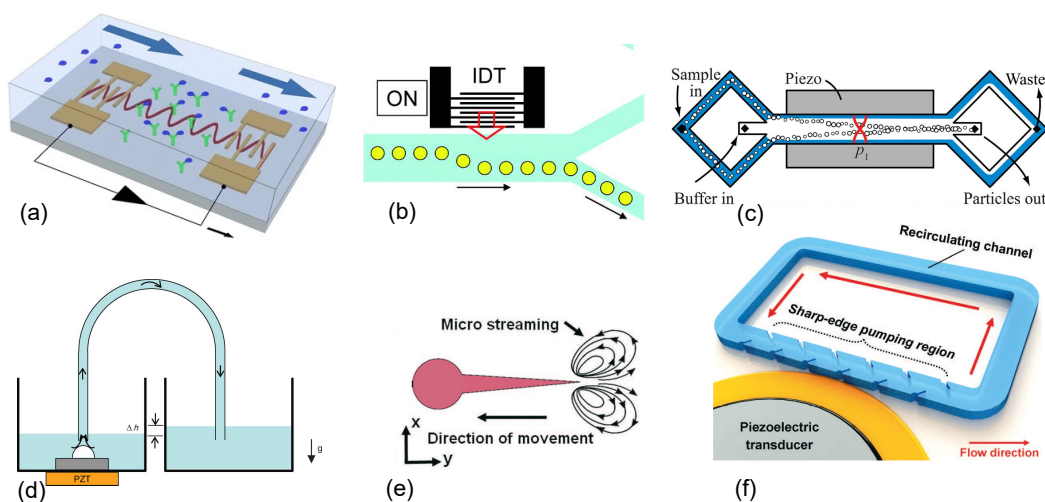 (a)
ON
IDT
(b)
Sample
in
Piezo
Waste
p1
Buffer in
Particles out
(c)
Δh
g
PZT
(d)
Micro streaming
x
y
Direction of movement
(e)
Recirculating channel
Sharp-edge pumping
region
Piezoelectric
transducer
Flow direction
(f)